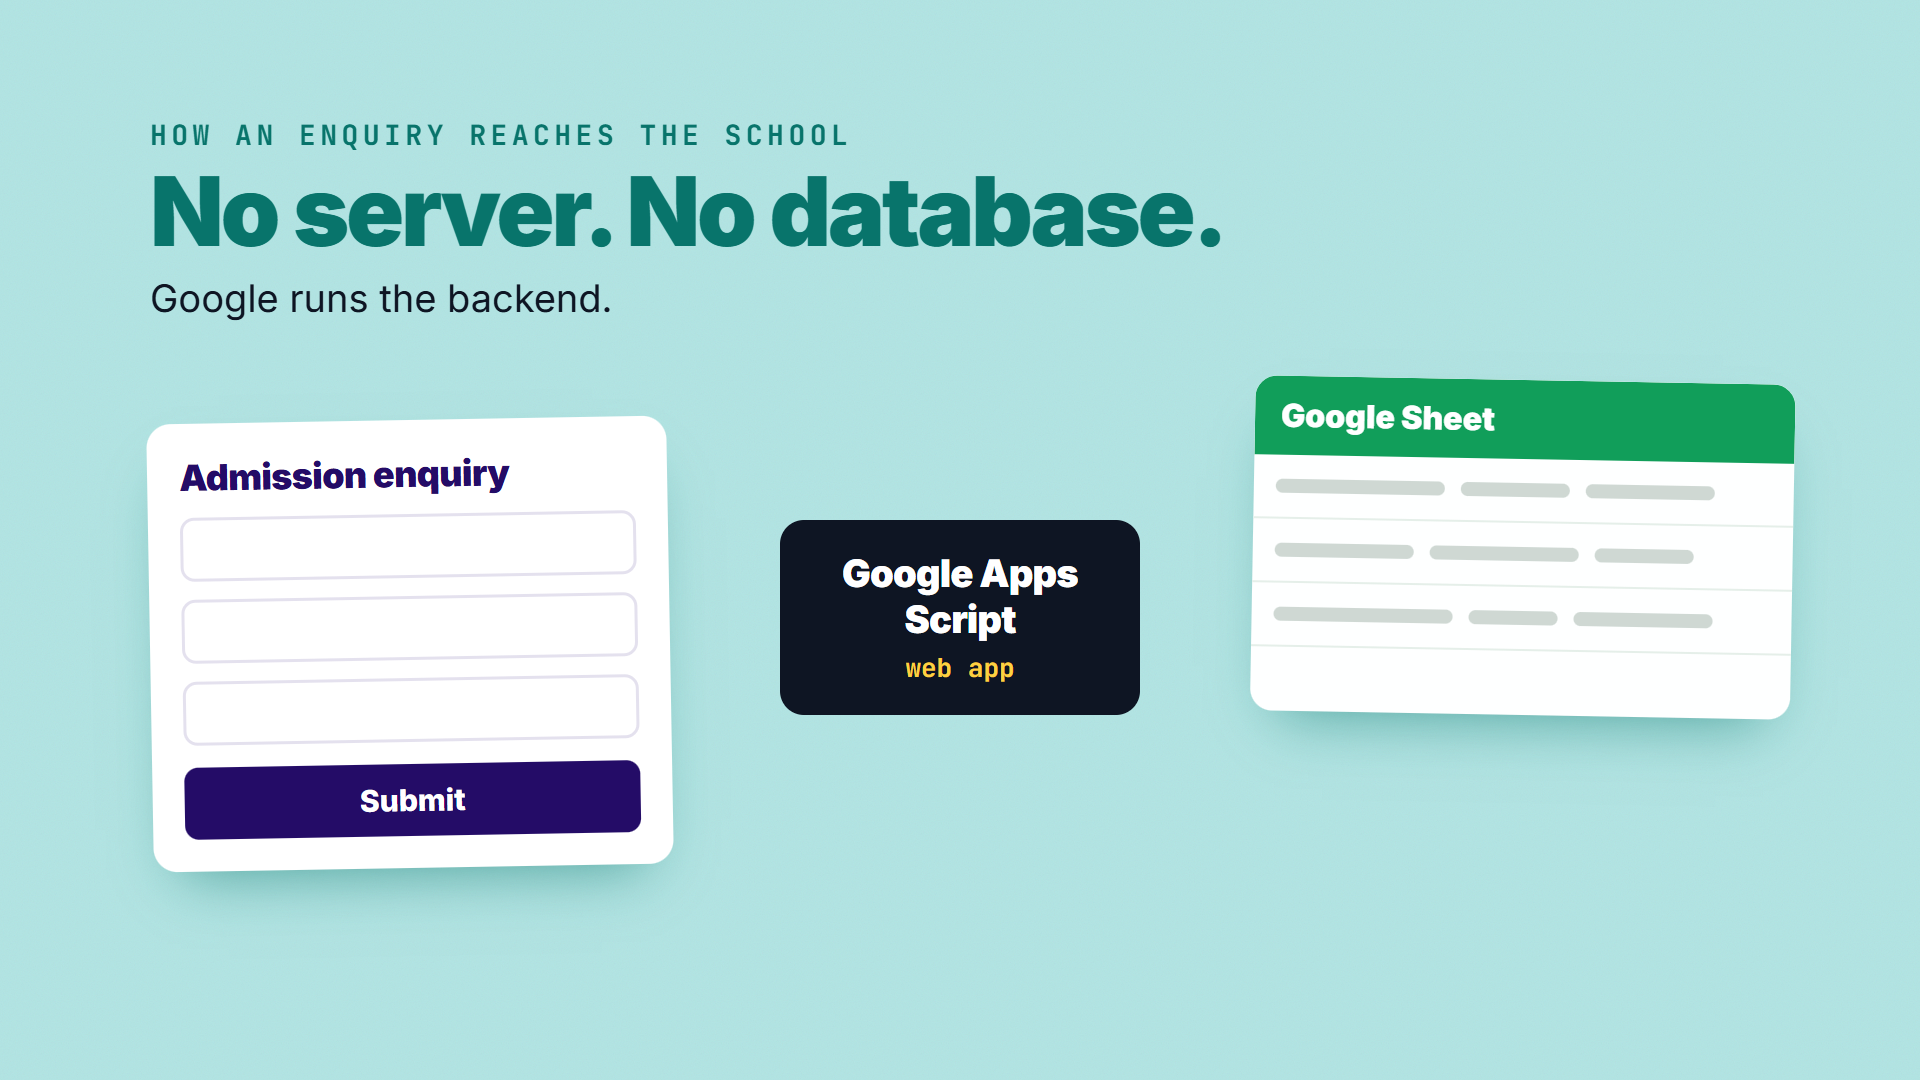 HOW AN ENQUIRY REACHES THE SCHOOL
No server. No database.
Google runs the backend.
Admission enquiry
Submit
Google Apps
Script
web app
Google Sheet